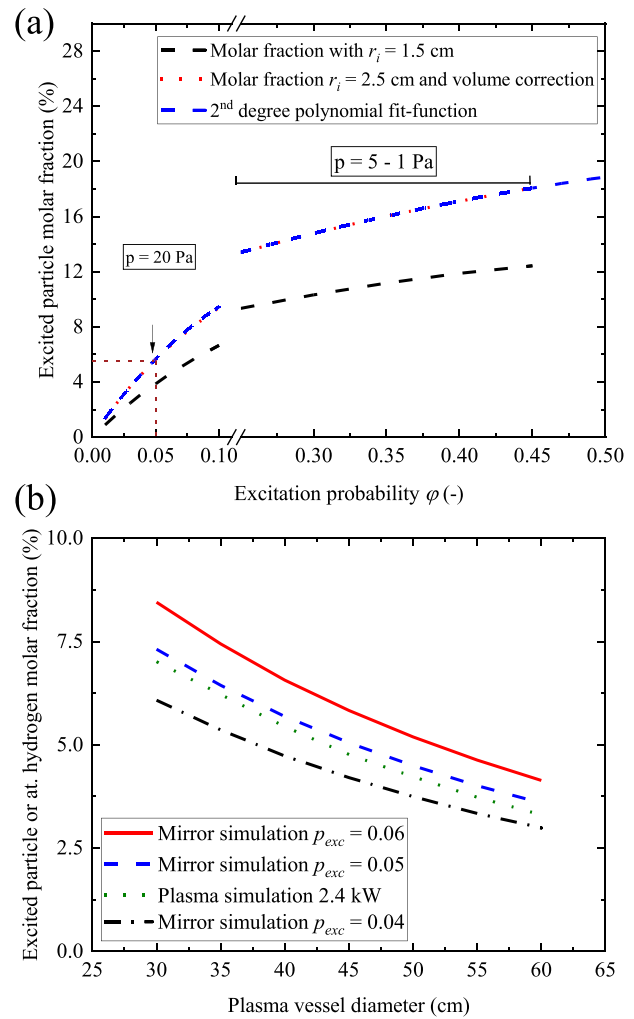 (a)
28
24
20
16
12
8
4
0
Excited particle molar fraction (%)
Molar fraction with rᵢ = 1.5 cm
Molar fraction rᵢ = 2.5 cm and volume correction
2ⁿᵈ degree polynomial fit-function
p = 5 - 1 Pa
p = 20 Pa
0.00 0.05 0.10 0.30 0.35 0.40 0.45 0.50
Excitation probability φ (-)
(b)
10.0
7.5
5.0
2.5
0.0
Excited particle or at. hydrogen molar fraction (%)
Mirror simulation pₑₓ꜀ = 0.06
Mirror simulation pₑₓ꜀ = 0.05
Plasma simulation 2.4 kW
Mirror simulation pₑₓ꜀ = 0.04
25 30 35 40 45 50 55 60 65
Plasma vessel diameter (cm)